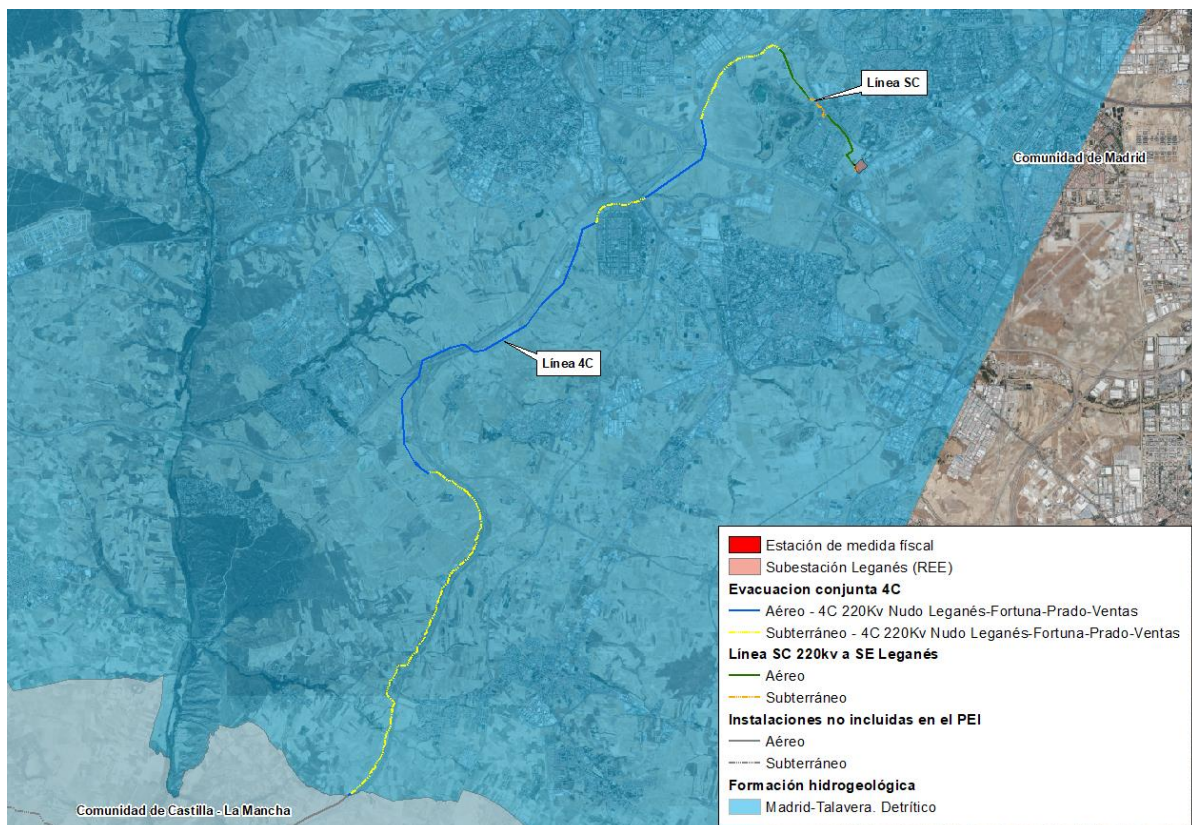 Línea SC
Comunidad de Madrid
Línea 4C
Estación de medida físcal
Subestación Leganés (REE)
Evacuacion conjunta 4C
Aéreo - 4C 220Kv Nudo Leganés-Fortuna-Prado-Ventas
Subterráneo - 4C 220Kv Nudo Leganés-Fortuna-Prado-Ventas
Línea SC 220kv a SE Leganés
Aéreo
Subterráneo
Instalaciones no incluidas en el PEI
Aéreo
Subterráneo
Formación hidrogeológica
Madrid-Talavera. Detrítico
Comunidad de Castilla - La Mancha